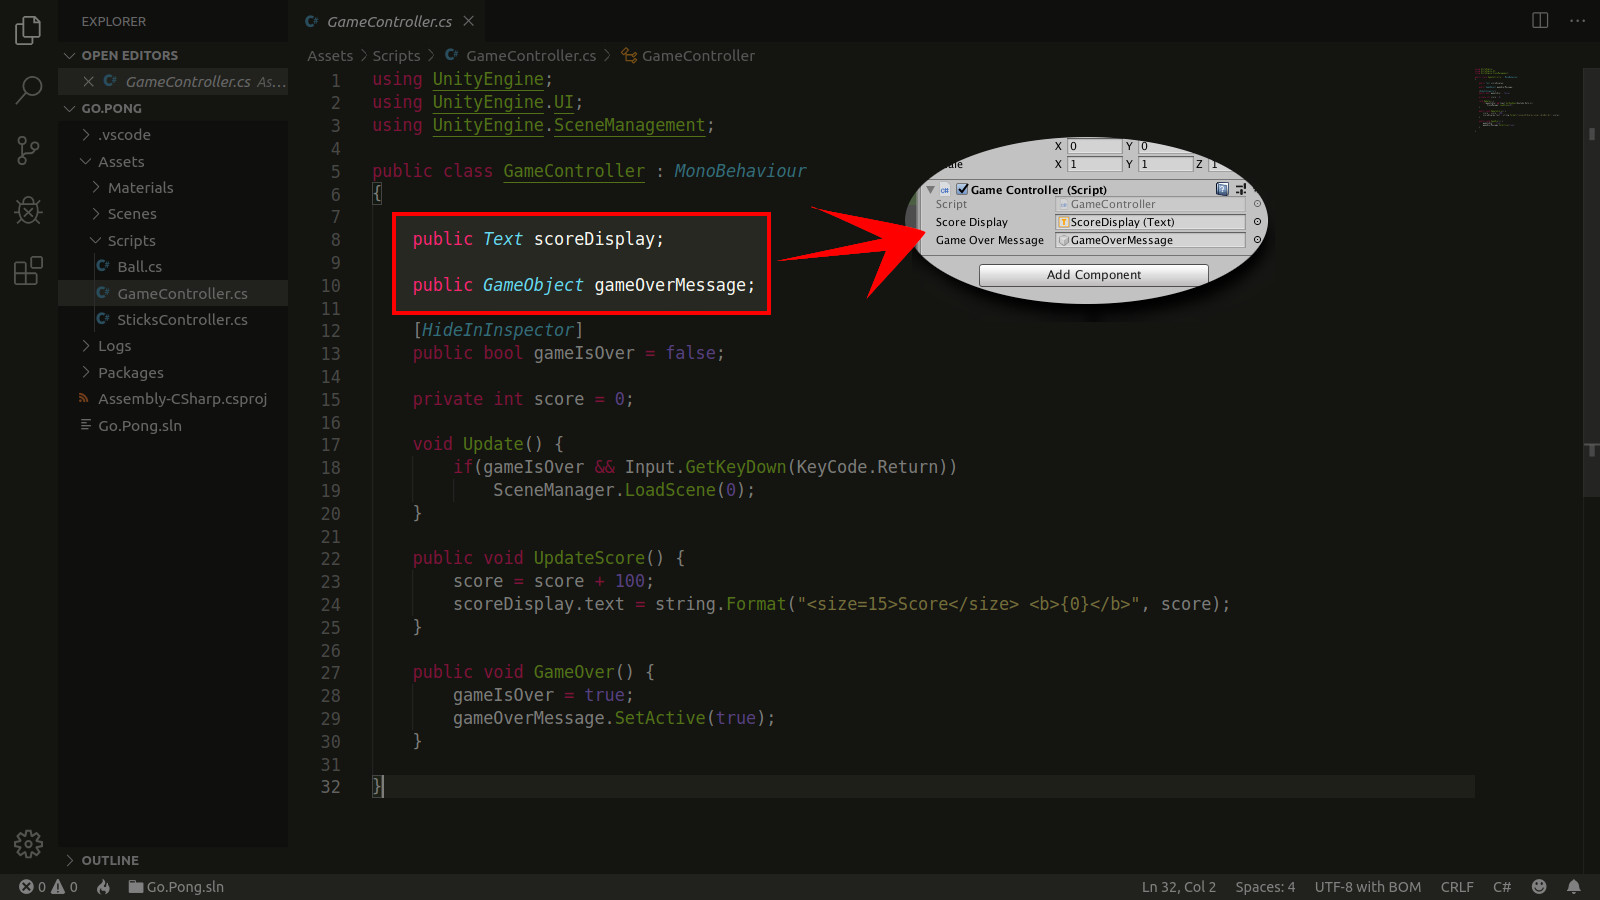 EXPLORER
OPEN EDITORS
GameController.cs As...
GO.PONG
.vscode
Assets
Materials
Scenes
Scripts
Ball.cs
GameController.cs
SticksController.cs
Logs
Packages
Assembly-CSharp.csproj
Go.Pong.sln
OUTLINE
GameController.cs
Assets > Scripts > GameController.cs > GameController
1 using UnityEngine;
2 using UnityEngine.UI;
3 using UnityEngine.SceneManagement;
4
5 public class GameController : MonoBehaviour
6 {
7
8 public Text scoreDisplay;
9
10 public GameObject gameOverMessage;
11
12 [HideInInspector]
13 public bool gameIsOver = false;
14
15 private int score = 0;
16
17 void Update() {
18 if(gameIsOver && Input.GetKeyDown(KeyCode.Return))
19 SceneManager.LoadScene(0);
20 }
21
22 public void UpdateScore() {
23 score = score + 100;
24 scoreDisplay.text = string.Format("<size=15>Score</size> <b>{0}</b>", score);
25 }
26
27 public void GameOver() {
28 gameIsOver = true;
29 gameOverMessage.SetActive(true);
30 }
31
32 }
X 0 Y 0
X 1 Y 1 Z 1
Game Controller (Script)
Script GameController
Score Display ScoreDisplay (Text)
Game Over Message GameOverMessage
Add Component
0 0 Go.Pong.sln
Ln 32, Col 2 Spaces: 4 UTF-8 with BOM CRLF C#